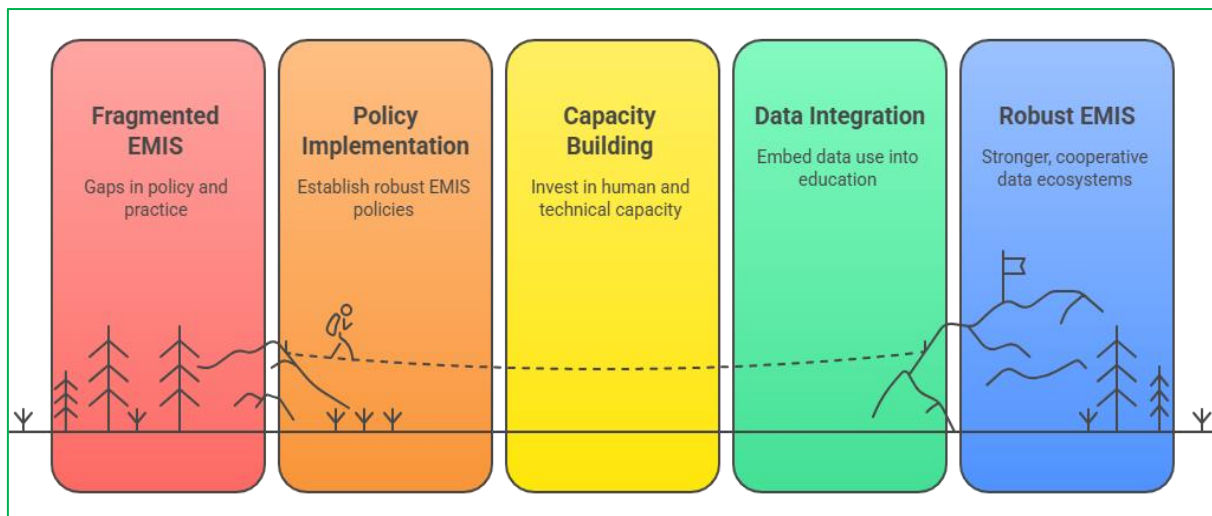 Fragmented
EMIS
Gaps in policy and
practice
Policy
Implementation
Establish robust EMIS
policies
Capacity
Building
Invest in human and
technical capacity
Data Integration
Embed data use into
education
Robust EMIS
Stronger, cooperative
data ecosystems